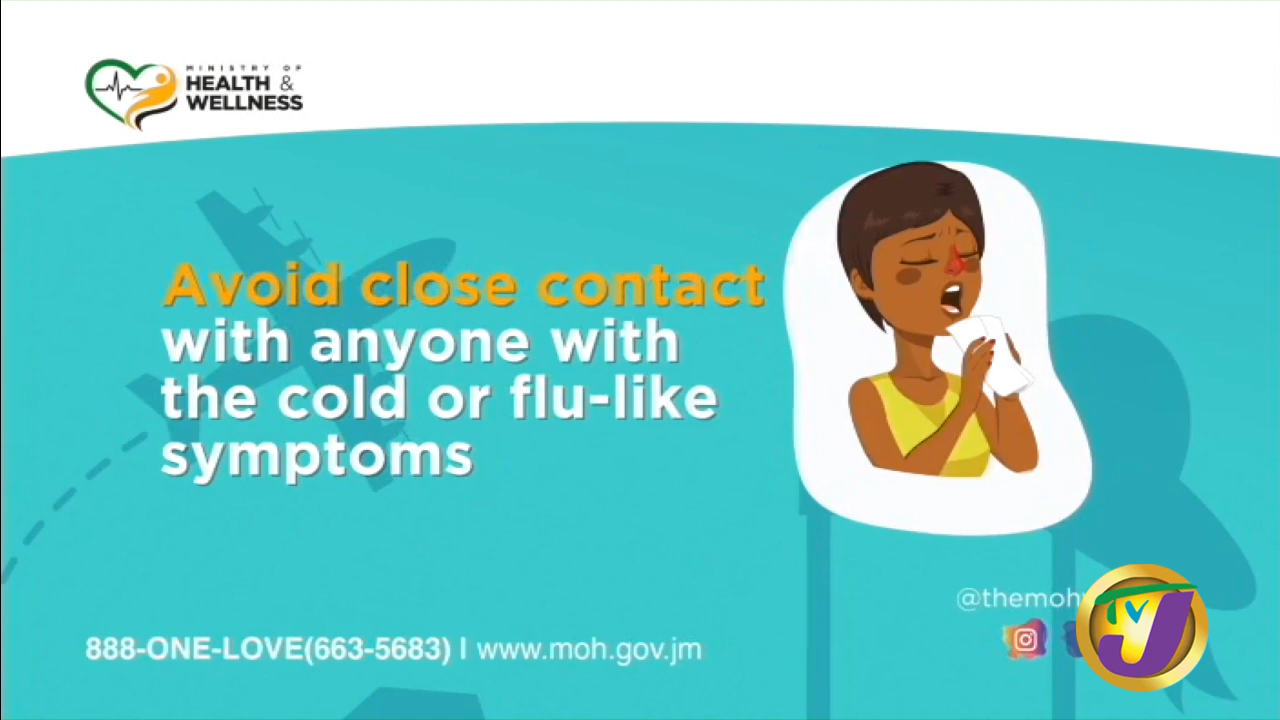 MINISTRY OF
HEALTH &
WELLNESS
Avoid close contact
with anyone with
the cold or flu-like
symptoms
888-ONE-LOVE(663-5683) I www.moh.gov.jm
TVJ